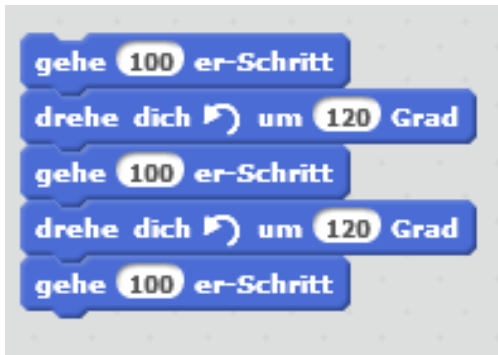 gehe 100 er-Schritt
drehe dich ↶ um 120 Grad
gehe 100 er-Schritt
drehe dich ↶ um 120 Grad
gehe 100 er-Schritt